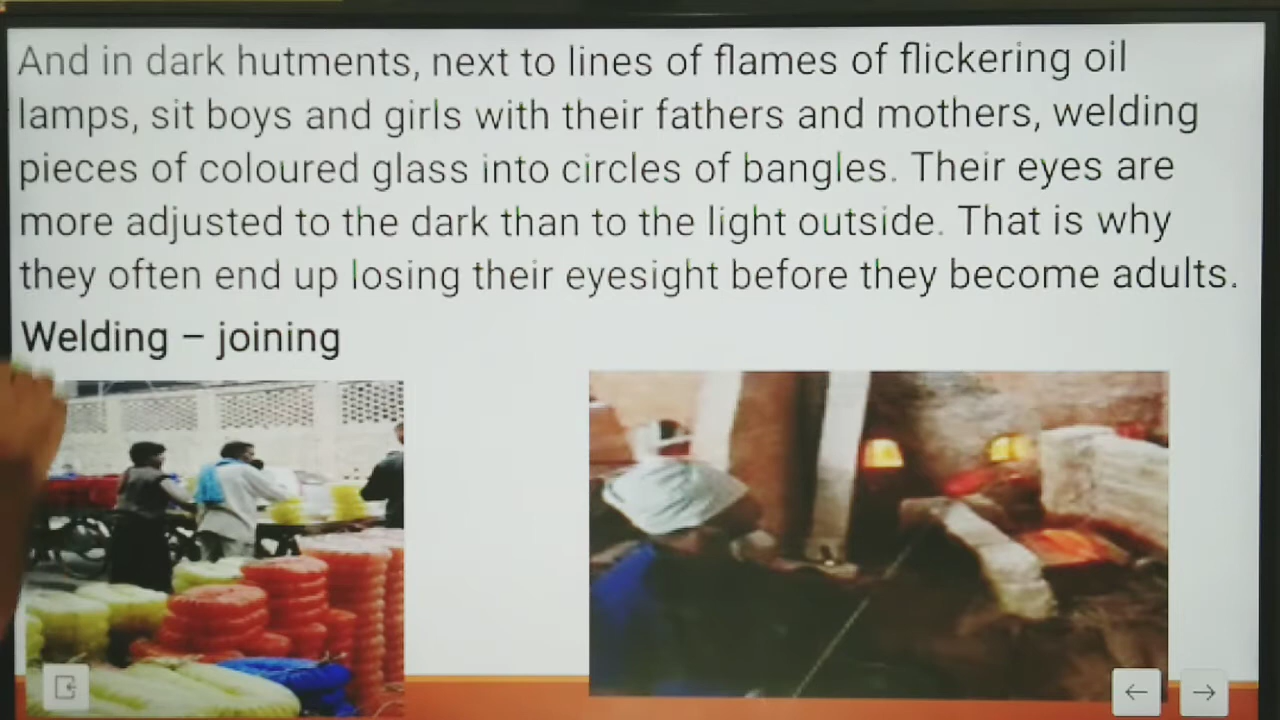 And in dark hutments, next to lines of flames of flickering oil
lamps, sit boys and girls with their fathers and mothers, welding
pieces of coloured glass into circles of bangles. Their eyes are
more adjusted to the dark than to the light outside. That is why
they often end up losing their eyesight before they become adults.
Welding – joining